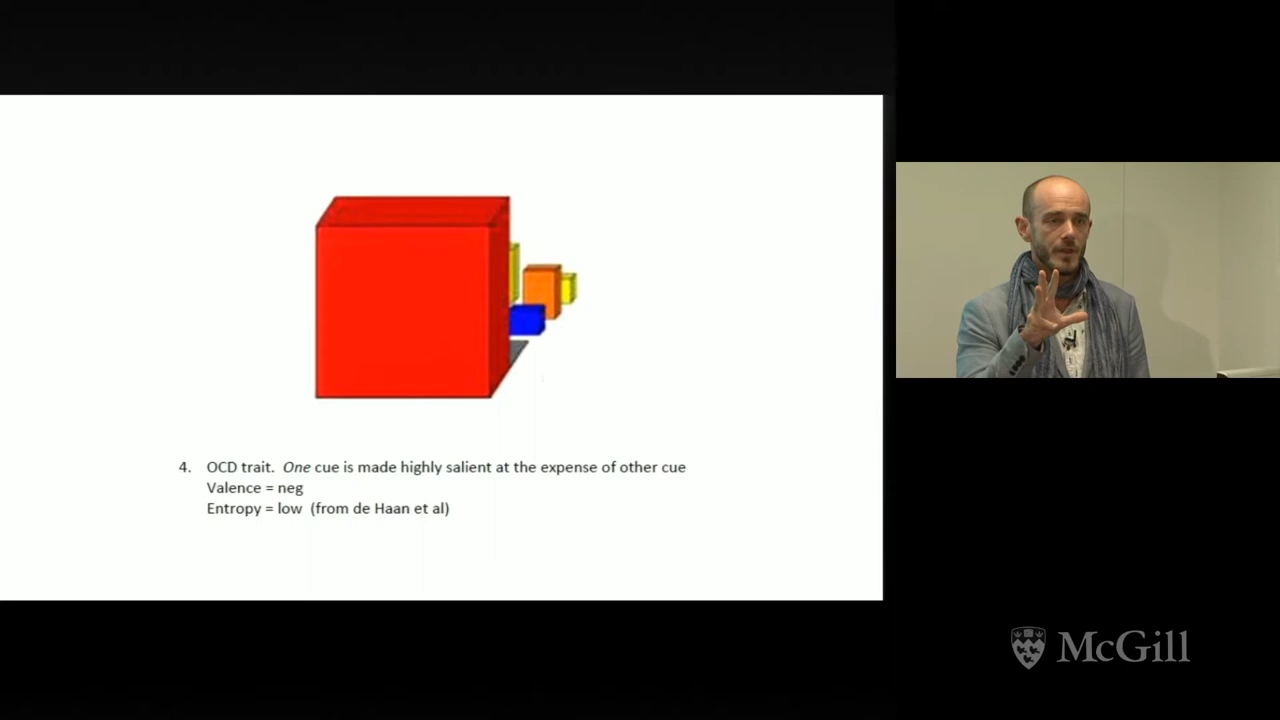 4. OCD trait. One cue is made highly salient at the expense of other cue
Valence = neg
Entropy = low (from de Haan et al)
McGill